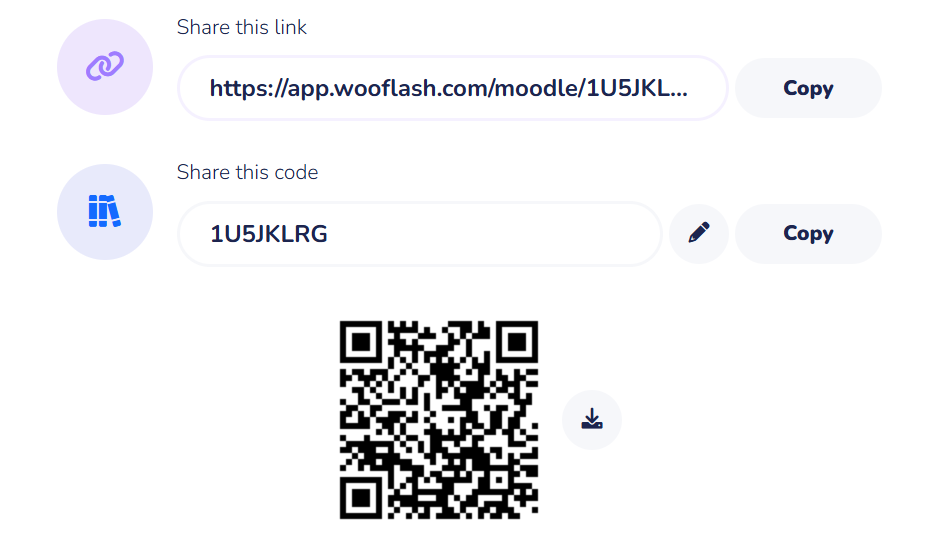 Share this link
https://app.wooflash.com/moodle/1U5JKL...
Copy
Share this code
1U5JKLRG
Copy